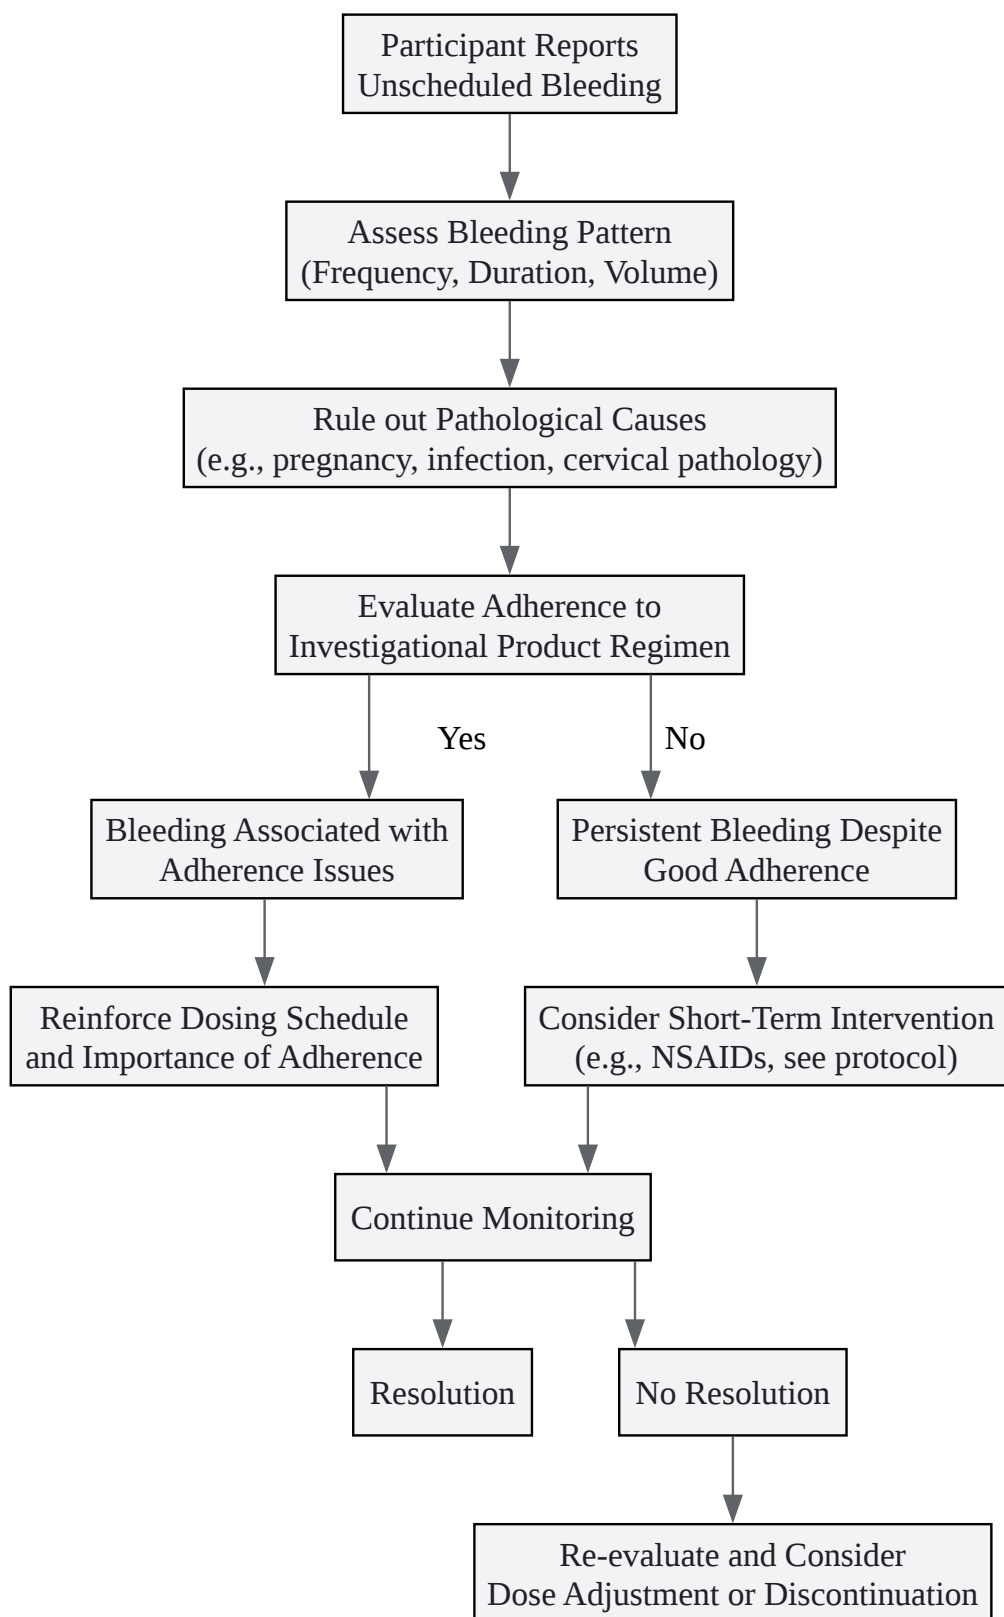 Participant Reports
Unscheduled Bleeding
Assess Bleeding Pattern
(Frequency, Duration, Volume)
Rule out Pathological Causes
(e.g., pregnancy, infection, cervical pathology)
Evaluate Adherence to
Investigational Product Regimen
Yes
No
Bleeding Associated with
Adherence Issues
Persistent Bleeding Despite
Good Adherence
Reinforce Dosing Schedule
and Importance of Adherence
Consider Short-Term Intervention
(e.g., NSAIDs, see protocol)
Continue Monitoring
Resolution
No Resolution
Re-evaluate and Consider
Dose Adjustment or Discontinuation